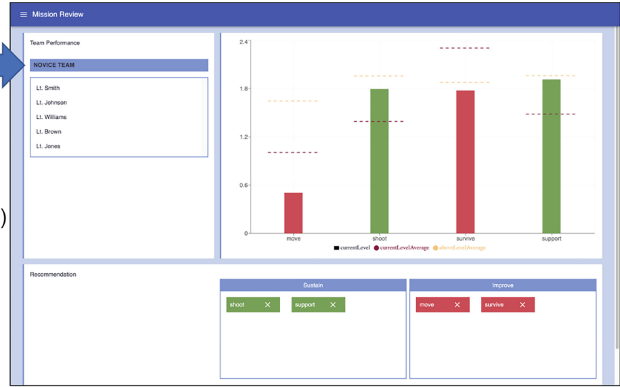 Mission Review
Team Performance
NOVICE TEAM
Lt. Smith
Lt. Johnson
Lt. Williams
Lt. Brown
Lt. Jones
)
2.4
1.8
1.2
0.6
0
move shoot survive support
currentLevel currentLevelAverage aboveLevelAverage
Recommendation
Sustain Improve
shoot × support × move × survive ×